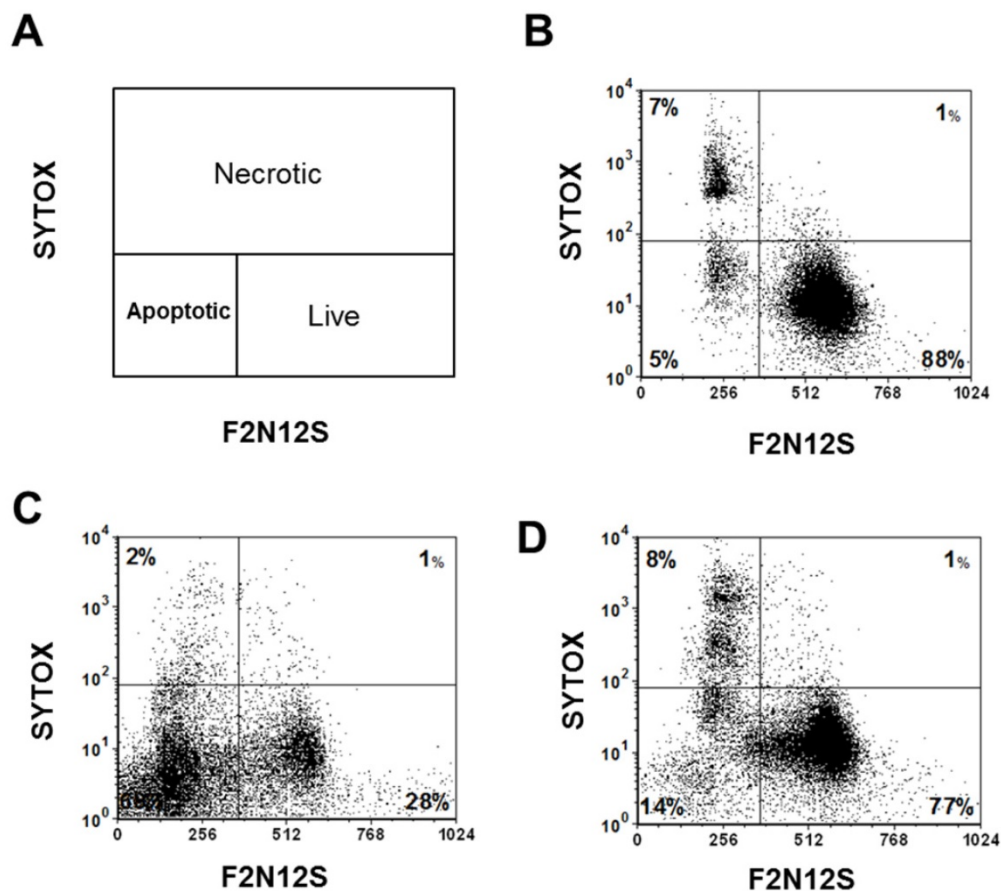 A
B
SYTOX
Necrotic
Apoptotic
Live
F2N12S
SYTOX
10^4
10^3
10^2
10^1
10^0
7%
1%
5%
88%
0
256
512
768
1024
F2N12S
C
D
SYTOX
10^4
10^3
10^2
10^1
10^0
2%
1%
28%
0
256
512
768
1024
F2N12S
SYTOX
10^4
10^3
10^2
10^1
10^0
8%
1%
14%
77%
0
256
512
768
1024
F2N12S